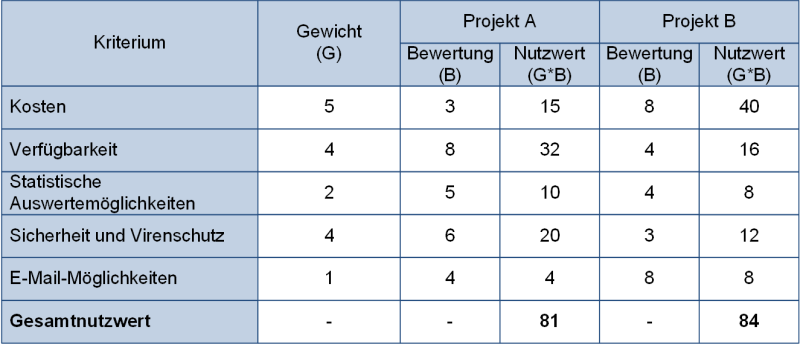 Kriterium Gewicht (G) Projekt A Projekt B
Bewertung (B) Nutzwert (G*B) Bewertung (B) Nutzwert (G*B)
Kosten 5 3 15 8 40
Verfügbarkeit 4 8 32 4 16
Statistische
Auswertemöglichkeiten 2 5 10 4 8
Sicherheit und Virenschutz 4 6 20 3 12
E-Mail-Möglichkeiten 1 4 4 8 8
Gesamtnutzwert - - 81 - 84